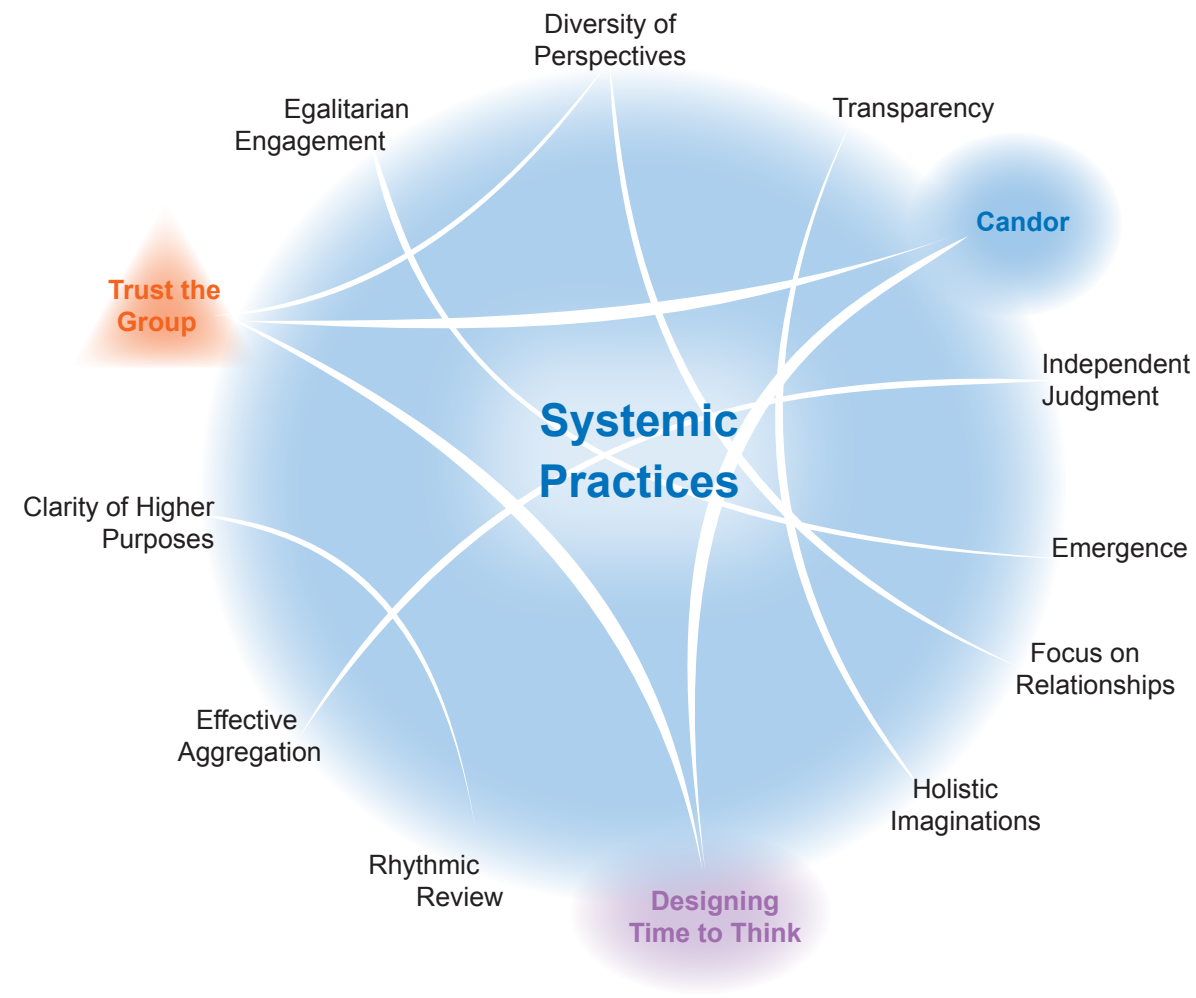 Diversity of
Perspectives
Egalitarian
Engagement
Transparency
Candor
Trust the
Group
Independent
Judgment
Systemic
Practices
Clarity of Higher
Purposes
Emergence
Focus on
Relationships
Effective
Aggregation
Holistic
Imaginations
Rhythmic
Review
Designing
Time to Think